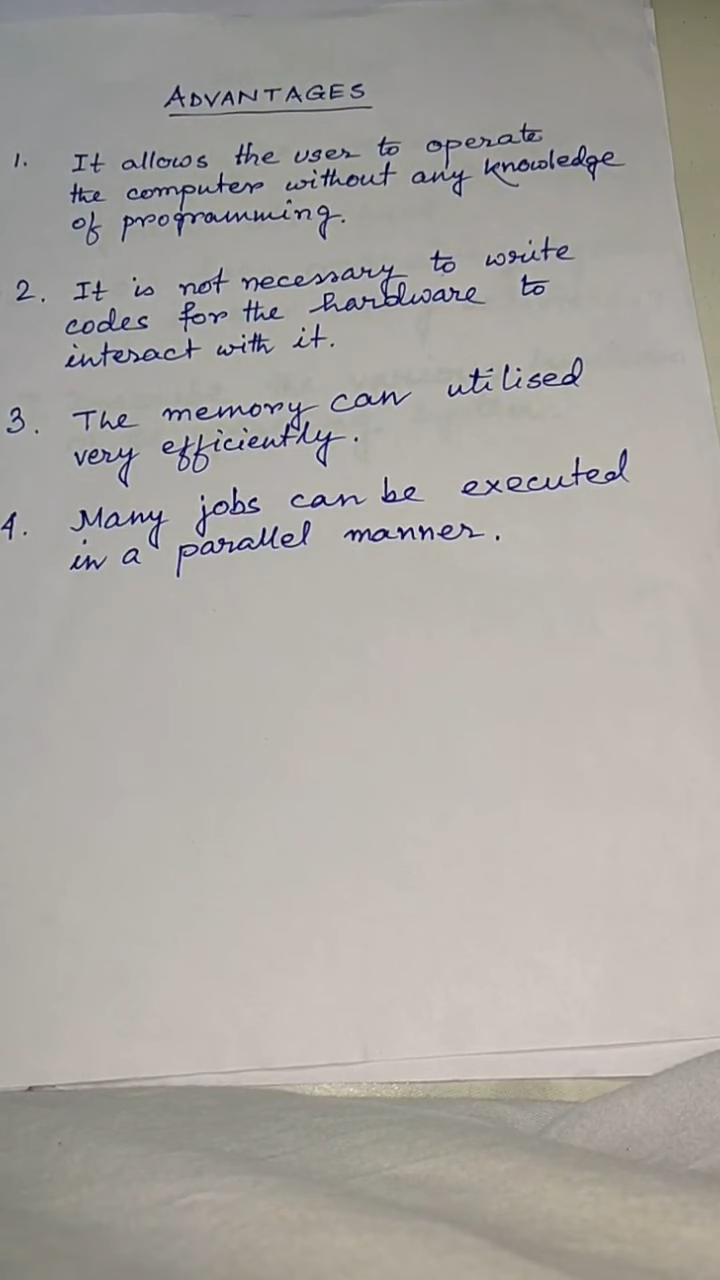 ADVANTAGES
1. It allows the user to operate
the computer without any knowledge
of programming.
2. It is not necessary to write
codes for the hardware to
interact with it.
3. The memory can utilised
very efficiently.
4. Many jobs can be executed
in a parallel manner.